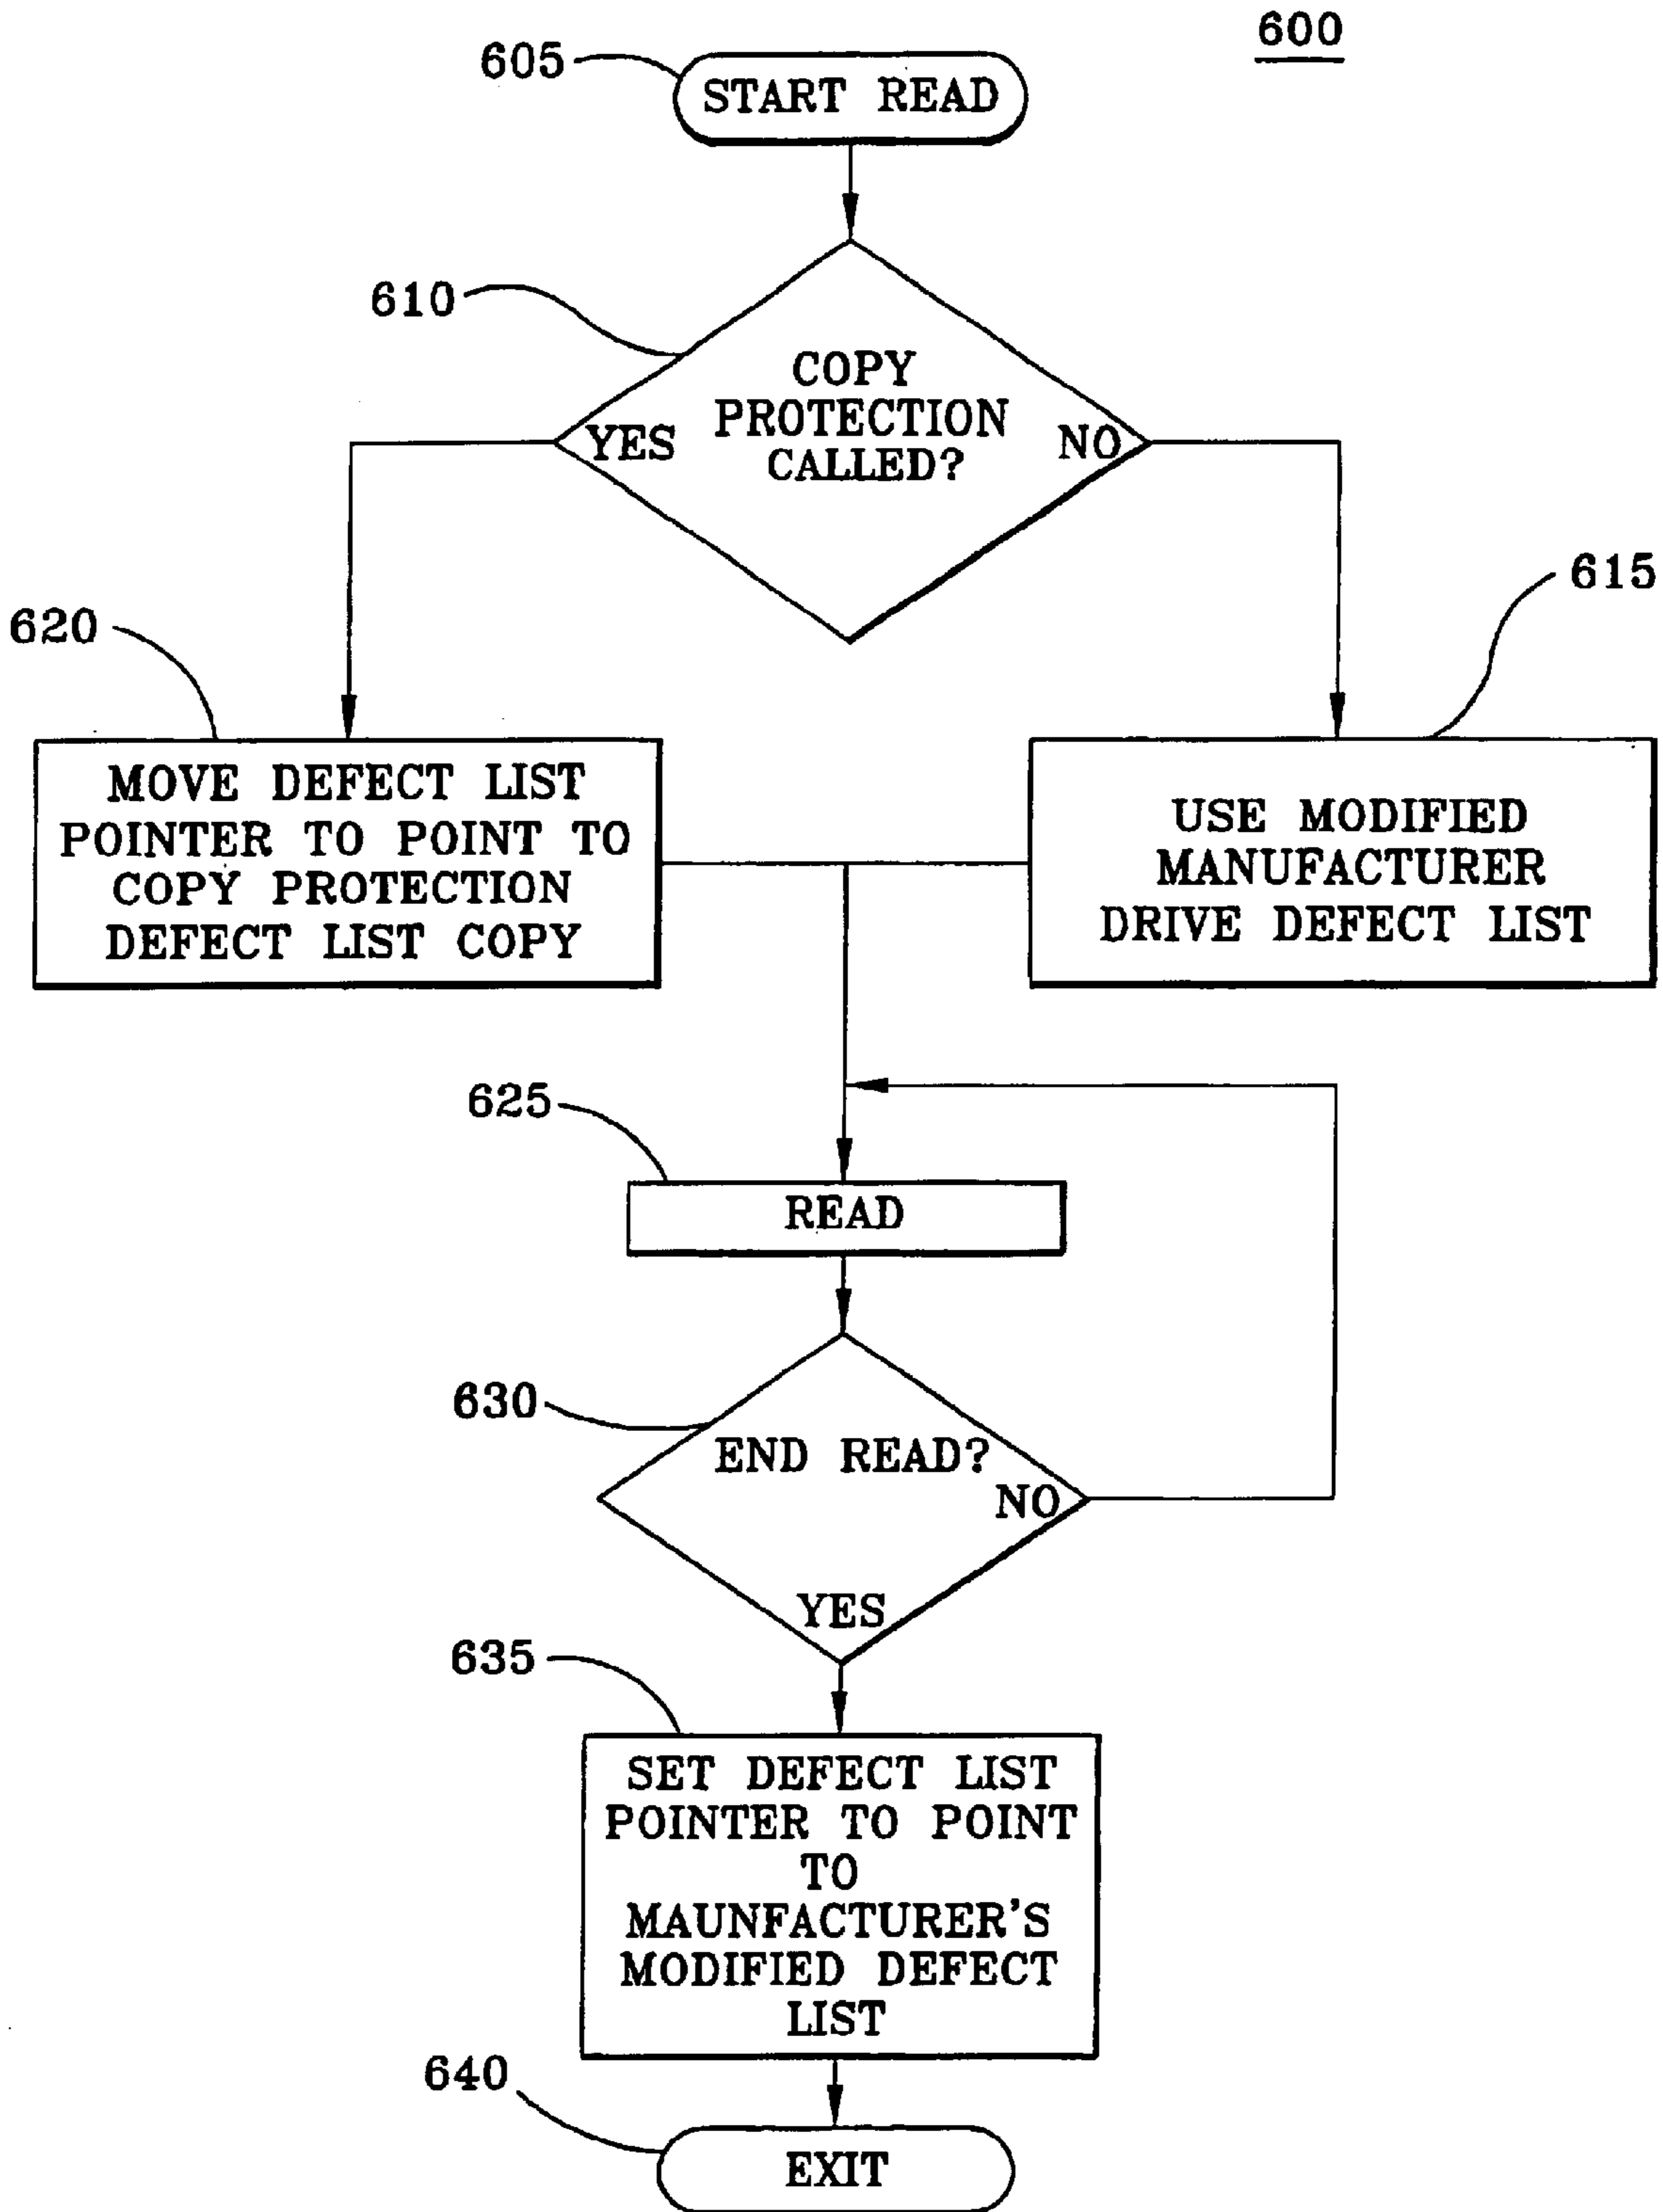 600
605
START READ
610
COPY
PROTECTION
CALLED?
YES
NO
615
620
MOVE DEFECT LIST
POINTER TO POINT TO
COPY PROTECTION
DEFECT LIST COPY
USE MODIFIED
MANUFACTURER
DRIVE DEFECT LIST
625
READ
630
END READ?
NO
YES
635
SET DEFECT LIST
POINTER TO POINT
TO
MAUNFACTURER'S
MODIFIED DEFECT
LIST
640
EXIT